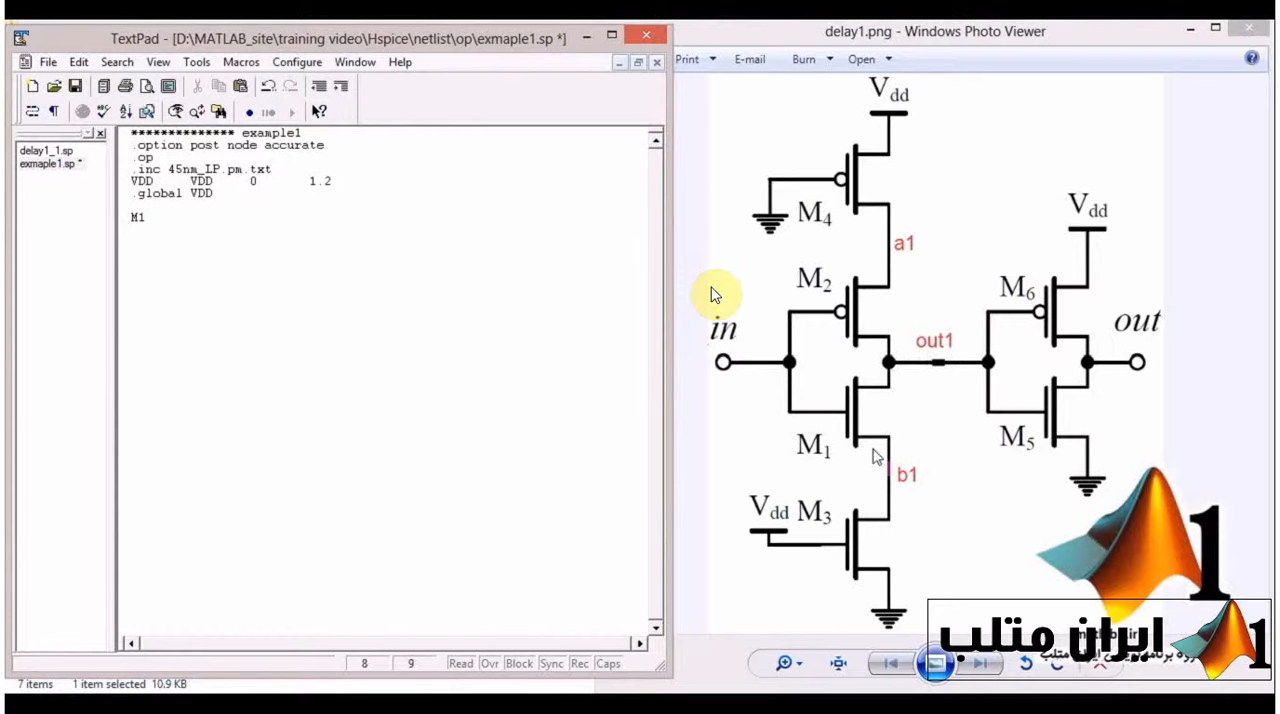 TextPad - [D:\MATLAB_site\training video\Hspice\netlist\op\exmaple1.sp *]
File Edit Search View Tools Macros Configure Window Help
delay1_1.sp
exmaple1.sp *
************** example1
.option post node accurate
.op
.inc 45nm_LP.pm.txt
VDD VDD 0 1.2
.global VDD
M1
8 9 Read Ovr Block Sync Rec Caps
7 items 1 item selected 10.9 KB
delay1.png - Windows Photo Viewer
Print E-mail Burn Open
Vdd
M4
a1
Vdd
M2
M6
in
out1
out
M1
M5
b1
Vdd M3
1
ایران متلب
1